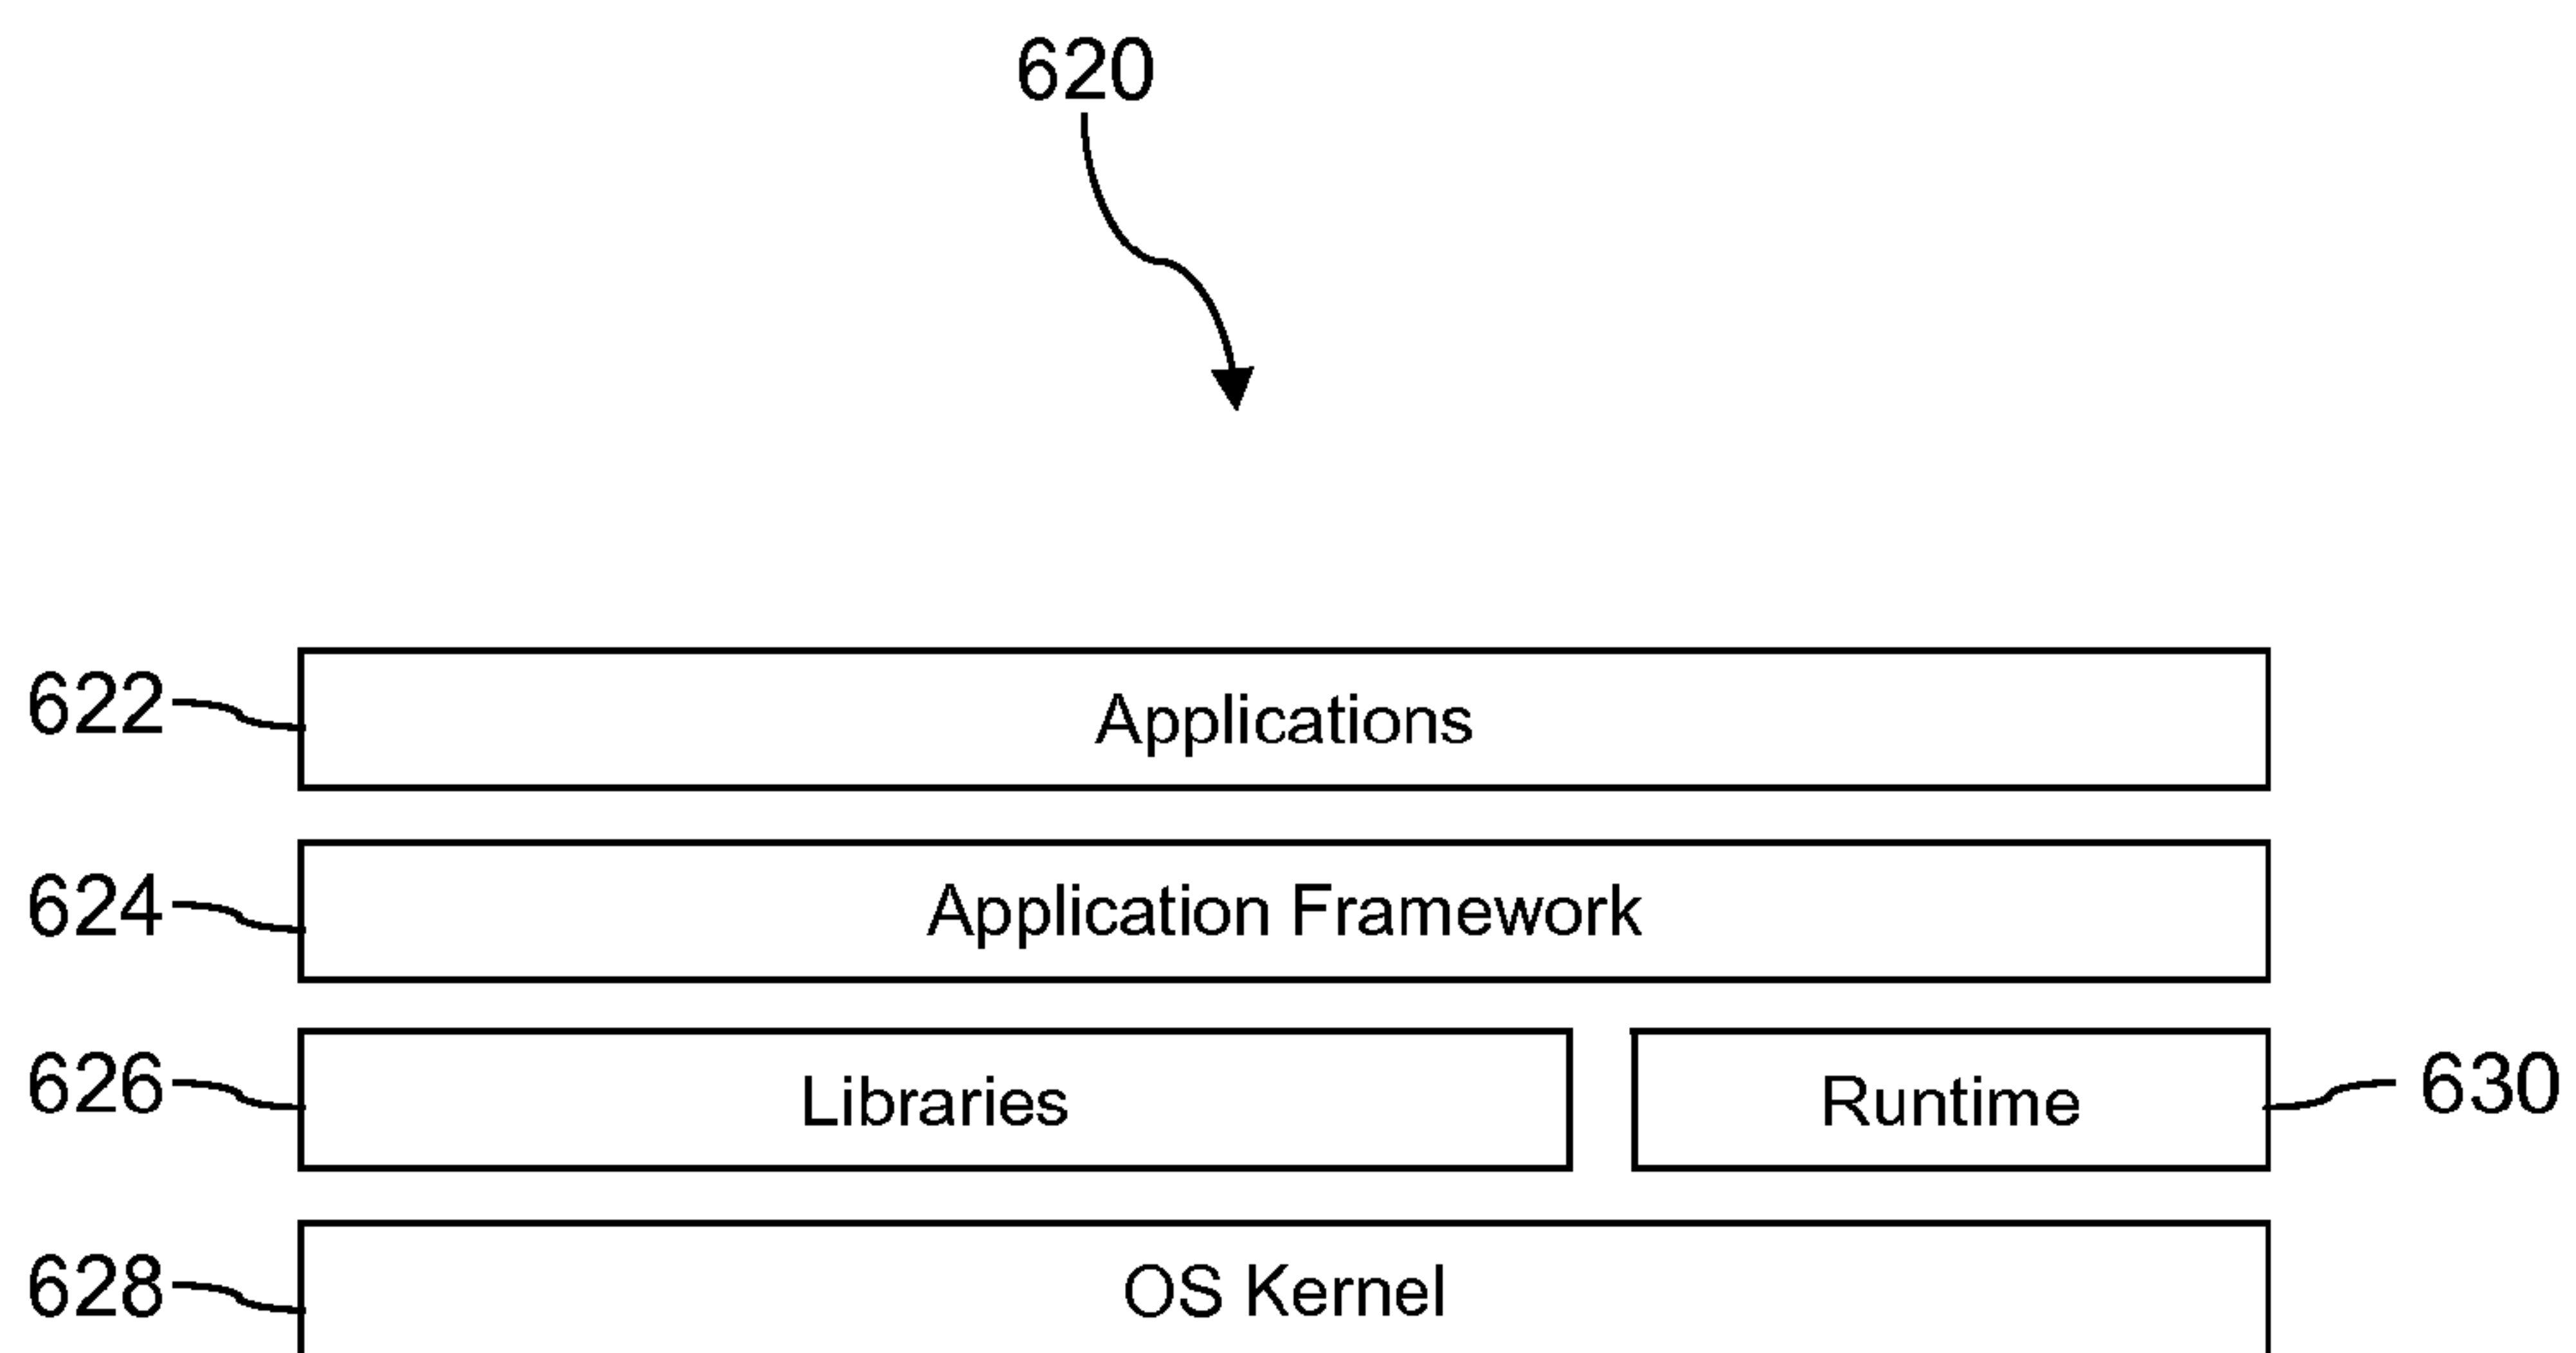 620
622 Applications
624 Application Framework
626 Libraries Runtime 630
628 OS Kernel